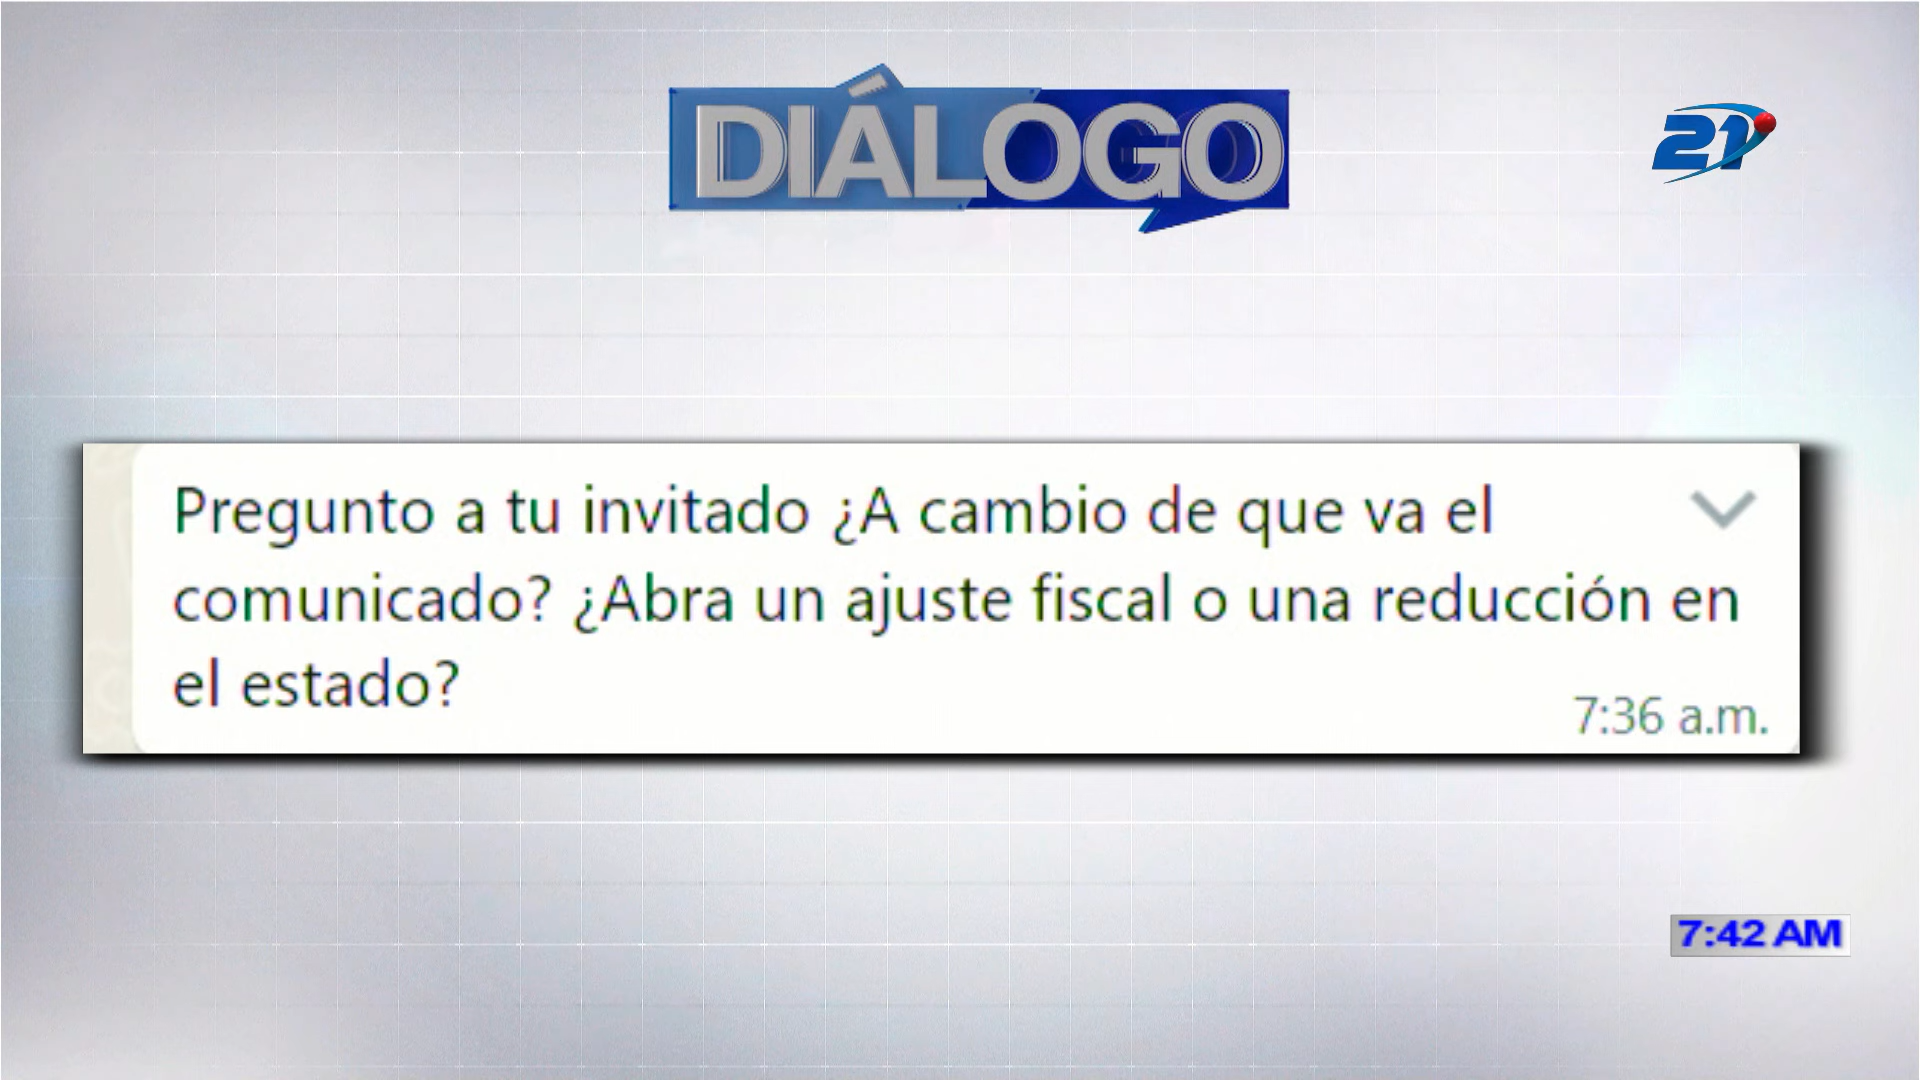 DIÁLOGO
21
Pregunto a tu invitado ¿A cambio de que va el
comunicado? ¿Abra un ajuste fiscal o una reducción en
el estado?
7:36 a.m.
7:42 AM